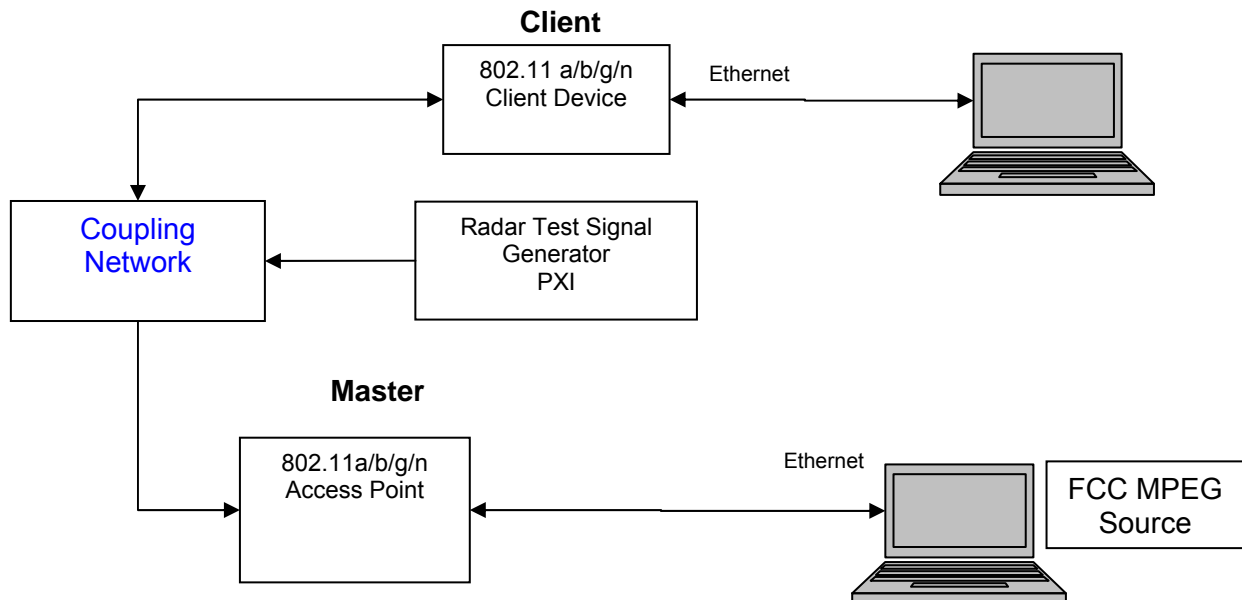 Client
802.11 a/b/g/n
Client Device
Ethernet
Coupling
Network
Radar Test Signal
Generator
PXI
Master
802.11a/b/g/n
Access Point
Ethernet
FCC MPEG
Source